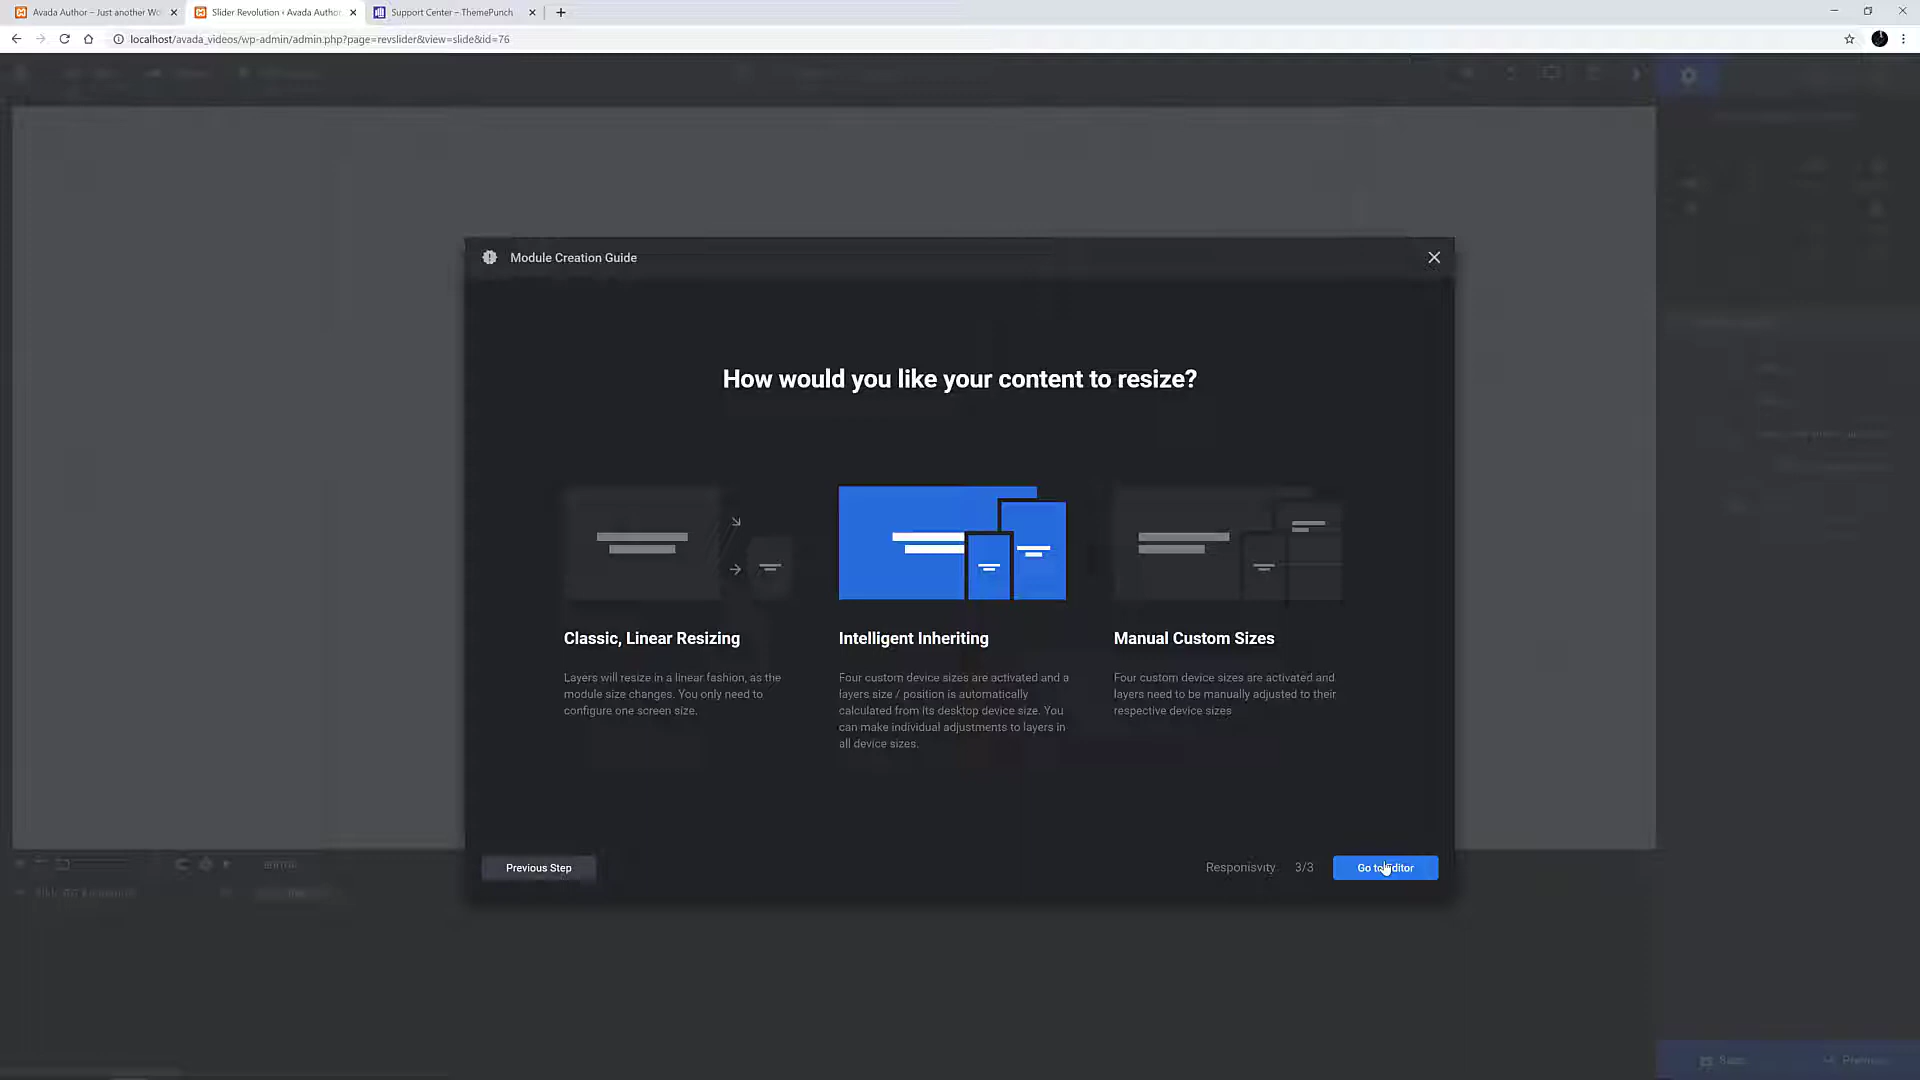 Avada Author – Just another Wo
Slider Revolution ‹ Avada Author
Support Center – ThemePunch
localhost/avada_videos/wp-admin/admin.php?page=revslider&view=slide&id=76
Module Creation Guide
How would you like your content to resize?
Classic, Linear Resizing
Layers will resize in a linear fashion, as the
module size changes. You only need to
configure one screen size.
Intelligent Inheriting
Four custom device sizes are activated and a
layers size / position is automatically
calculated from its desktop device size. You
can make individual adjustments to layers in
all device sizes.
Manual Custom Sizes
Four custom device sizes are activated and
layers need to be manually adjusted to their
respective device sizes
Previous Step
Responisvity 3/3
Go to Editor